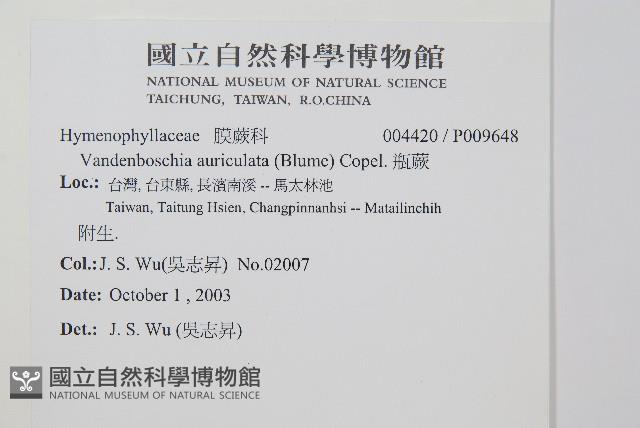 國立自然科學博物館
NATIONAL MUSEUM OF NATURAL SCIENCE
TAICHUNG, TAIWAN, R.O.CHINA
Hymenophyllaceae 膜蕨科 004420 / P009648
Vandenboschia auriculata (Blume) Copel. 瓶蕨
Loc.: 台灣, 台東縣, 長濱南溪 -- 馬太林池
Taiwan, Taitung Hsien, Changpinnanhsi -- Matailinchih
附生.
Col.: J. S. Wu(吳志昇) No.02007
Date: October 1 , 2003
Det.: J. S. Wu (吳志昇)
國立自然科學博物館
NATIONAL MUSEUM OF NATURAL SCIENCE